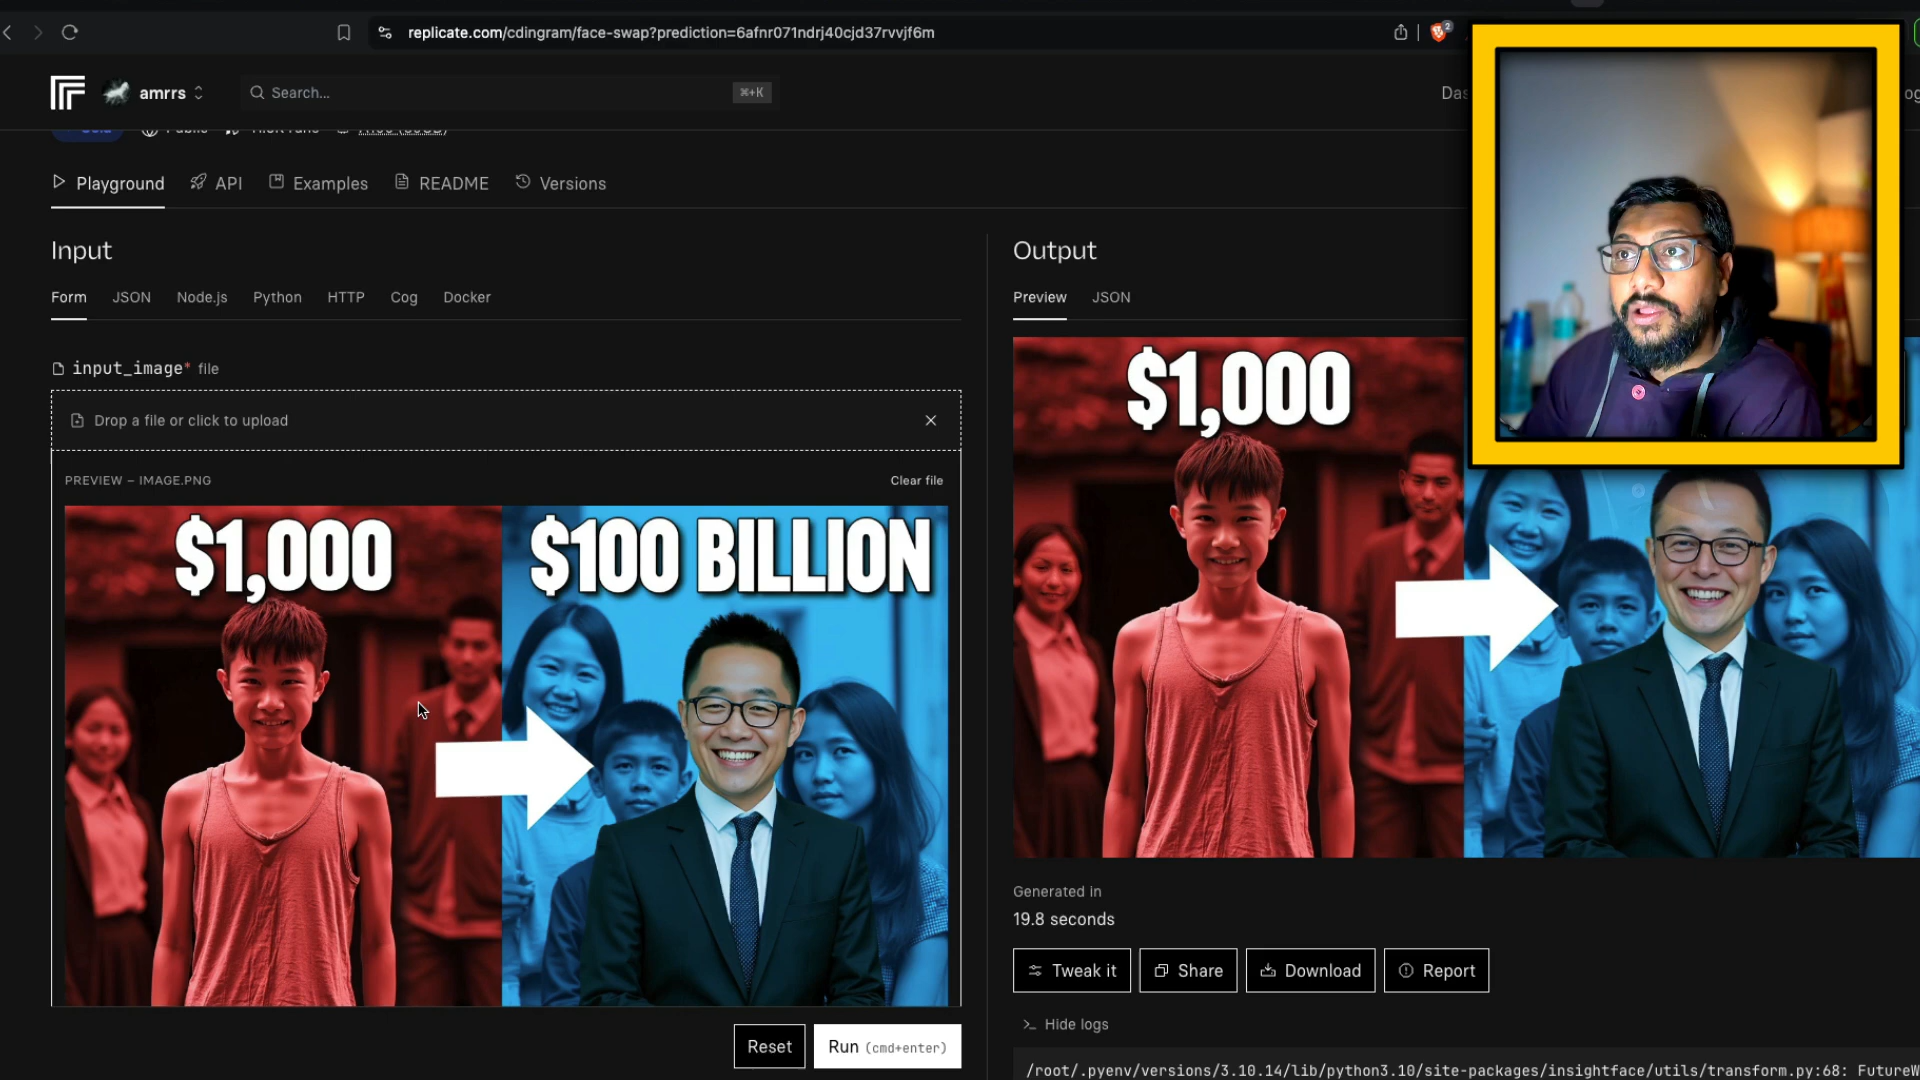 replicate.com/cdingram/face-swap?prediction=6afnr071ndrj40cjd37rvvjf6m
2
amrrs
Search...
⌘+K
Playground
API
Examples
README
Versions
Input
Form
JSON
Node.js
Python
HTTP
Cog
Docker
input_image* file
Drop a file or click to upload
PREVIEW – IMAGE.PNG
Clear file
$1,000
$100 BILLION
Reset
Run (cmd+enter)
Output
Preview
JSON
$1,000
Generated in
19.8 seconds
Tweak it
Share
Download
Report
>_ Hide logs
/root/.pyenv/versions/3.10.14/lib/python3.10/site-packages/insightface/utils/transform.py:68: FutureW